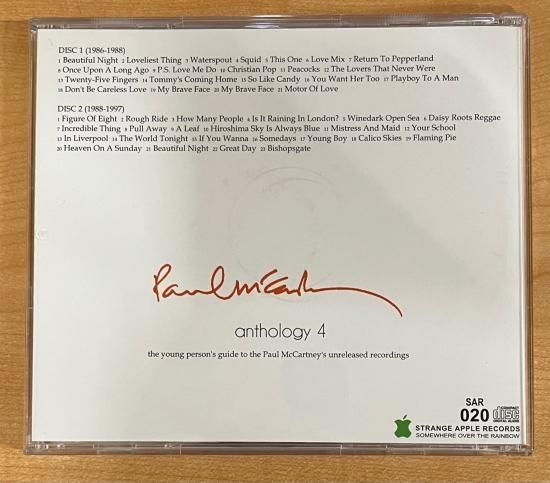 DISC 1 (1986-1988)
1 Beautiful Night 2 Loveliest Thing 3 Waterspout 4 Squid 5 This One 6 Love Mix 7 Return To Pepperland
8 Once Upon A Long Ago 9 P.S. Love Me Do 10 Christian Pop 11 Peacocks 12 The Lovers That Never Were
13 Twenty-Five Fingers 14 Tommy's Coming Home 15 So Like Candy 16 You Want Her Too 17 Playboy To A Man
18 Don't Be Careless Love 19 My Brave Face 20 My Brave Face 21 Motor Of Love
DISC 2 (1988-1997)
1 Figure Of Eight 2 Rough Ride 3 How Many People 4 Is It Raining In London? 5 Winedark Open Sea 6 Daisy Roots Reggae
7 Incredible Thing 8 Pull Away 9 A Leaf 10 Hiroshima Sky Is Always Blue 11 Mistress And Maid 12 Your School
13 In Liverpool 14 The World Tonight 15 If You Wanna 16 Somedays 17 Young Boy 18 Calico Skies 19 Flaming Pie
20 Heaven On A Sunday 21 Beautiful Night 22 Great Day 23 Bishopsgate
Paul McCartney
anthology 4
the young person's guide to the Paul McCartney's unreleased recordings
SAR
020
COMPACT
disc
DIGITAL AUDIO
STRANGE APPLE RECORDS
SOMEWHERE OVER THE RAINBOW